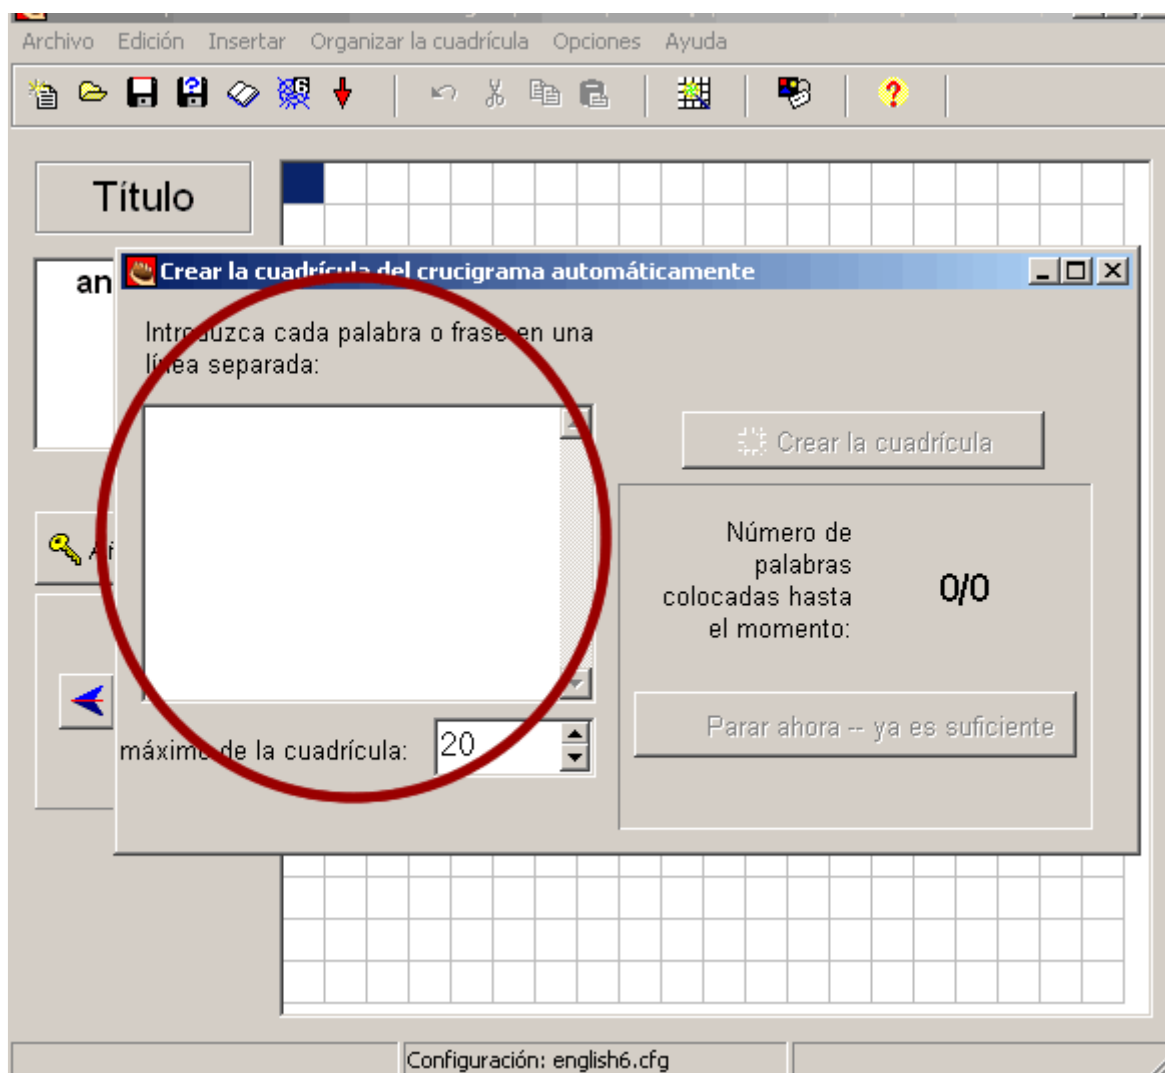 Archivo Edición Insertar Organizar la cuadrícula Opciones Ayuda
Título
an
Crear la cuadrícula del crucigrama automáticamente
Introduzca cada palabra o frase en una
línea separada:
Crear la cuadrícula
Número de
palabras
colocadas hasta
el momento:
0/0
Parar ahora -- ya es suficiente
máximo de la cuadrícula:
20
Configuración: english6.cfg